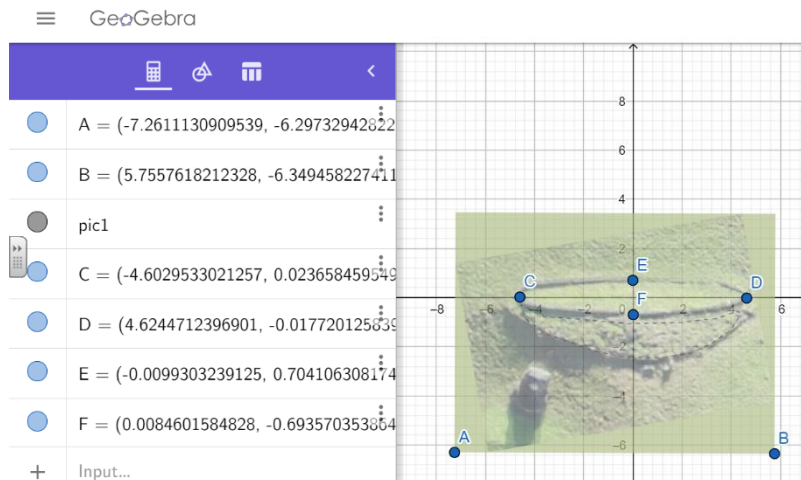 GeoGebra
A = (-7.2611130909539, -6.29732942822
B = (5.7557618212328, -6.349458227411
pic1
C = (-4.6029533021257, 0.023658459549
D = (4.6244712396901, -0.017720125839
E = (-0.0099303239125, 0.704106308174
F = (0.0084601584828, -0.693570353864
+ Input...
8
6
4
2
E
C
D
F
-8
-6
-4
-2
0
2
4
6
-2
-4
-6
A
B